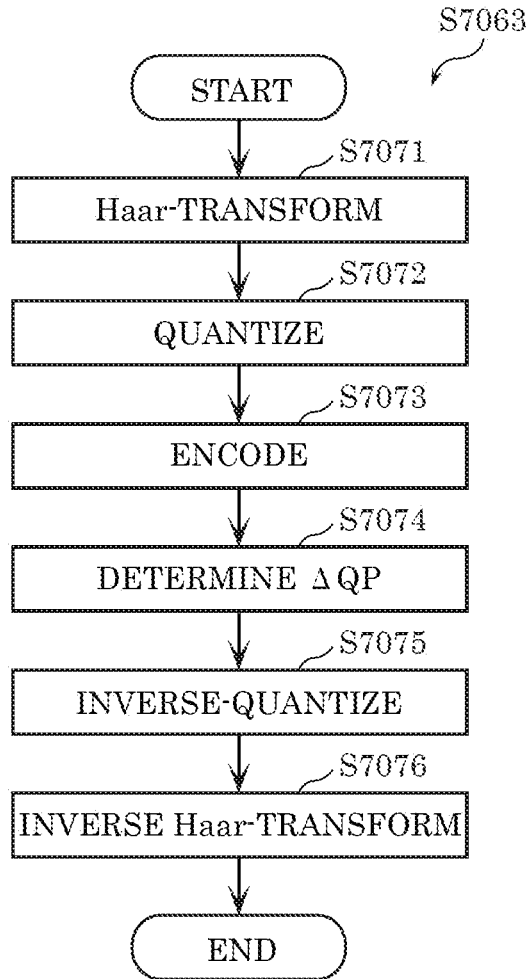 S7063
START
S7071
Haar-TRANSFORM
S7072
QUANTIZE
S7073
ENCODE
S7074
DETERMINE Δ QP
S7075
INVERSE-QUANTIZE
S7076
INVERSE Haar-TRANSFORM
END